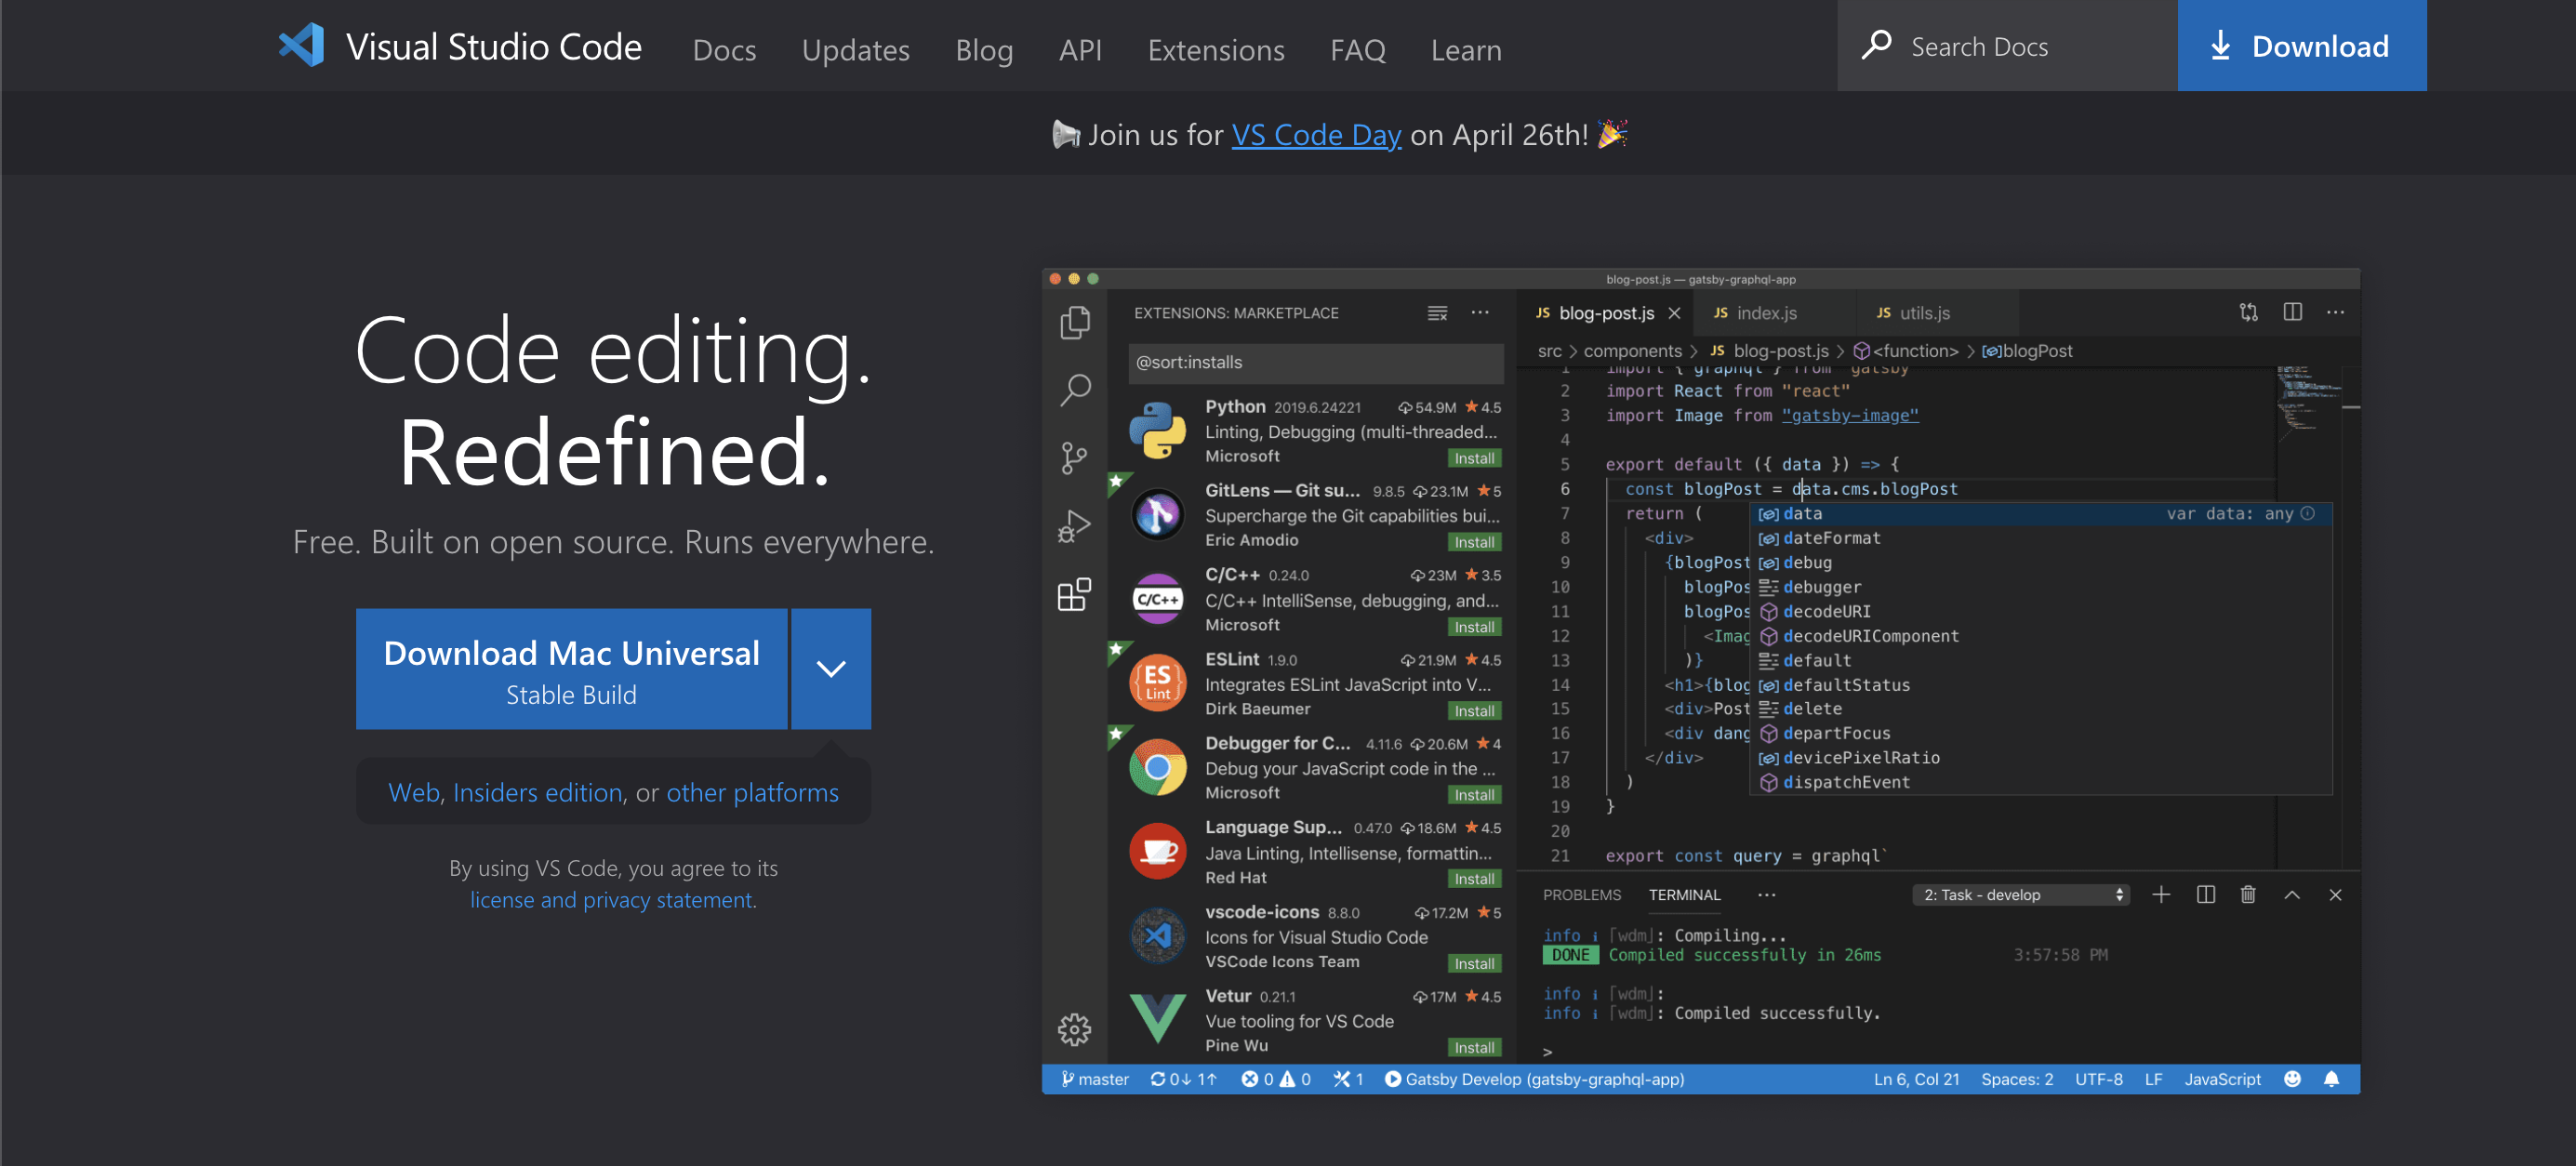 Visual Studio Code Docs Updates Blog API Extensions FAQ Learn Search Docs Download
Join us for VS Code Day on April 26th!
Code editing.
Redefined.
Free. Built on open source. Runs everywhere.
Download Mac Universal
Stable Build
Web, Insiders edition, or other platforms
By using VS Code, you agree to its
license and privacy statement.
blog-post.js — gatsby-graphql-app
EXTENSIONS: MARKETPLACE
@sort:installs
Python 2019.6.24221 54.9M ★4.5
Linting, Debugging (multi-threaded...
Microsoft Install
GitLens — Git su... 9.8.5 23.1M ★5
Supercharge the Git capabilities bui...
Eric Amodio Install
C/C++
C/C++ 0.24.0 23M ★3.5
C/C++ IntelliSense, debugging, and...
Microsoft Install
ES
Lint
ESLint 1.9.0 21.9M ★4.5
Integrates ESLint JavaScript into V...
Dirk Baeumer Install
Debugger for C... 4.11.6 20.6M ★4
Debug your JavaScript code in the ...
Microsoft Install
Language Sup... 0.47.0 18.6M ★4.5
Java Linting, Intellisense, formattin...
Red Hat Install
vscode-icons 8.8.0 17.2M ★5
Icons for Visual Studio Code
VSCode Icons Team Install
Vetur 0.21.1 17M ★4.5
Vue tooling for VS Code
Pine Wu Install
JS blog-post.js JS index.js JS utils.js
src > components > JS blog-post.js > <function> > blogPost
1 import { graphql } from "gatsby"
2 import React from "react"
3 import Image from "gatsby-image"
4
5 export default ({ data }) => {
6 const blogPost = data.cms.blogPost
7 return (
8 <div>
9 {blogPost
10 blogPos
11 blogPos
12 <Imag
13 )}
14 <h1>{blog
15 <div>Post
16 <div dang
17 </div>
18 )
19 }
20
21 export const query = graphql`
data var data: any
dateFormat
debug
debugger
decodeURI
decodeURIComponent
default
defaultStatus
delete
departFocus
devicePixelRatio
dispatchEvent
PROBLEMS TERMINAL ... 2: Task - develop
info i ｢wdm｣: Compiling...
DONE Compiled successfully in 26ms 3:57:58 PM
info i ｢wdm｣:
info i ｢wdm｣: Compiled successfully.
>
master 0↓ 1↑ 0 0 1 Gatsby Develop (gatsby-graphql-app) Ln 6, Col 21 Spaces: 2 UTF-8 LF JavaScript